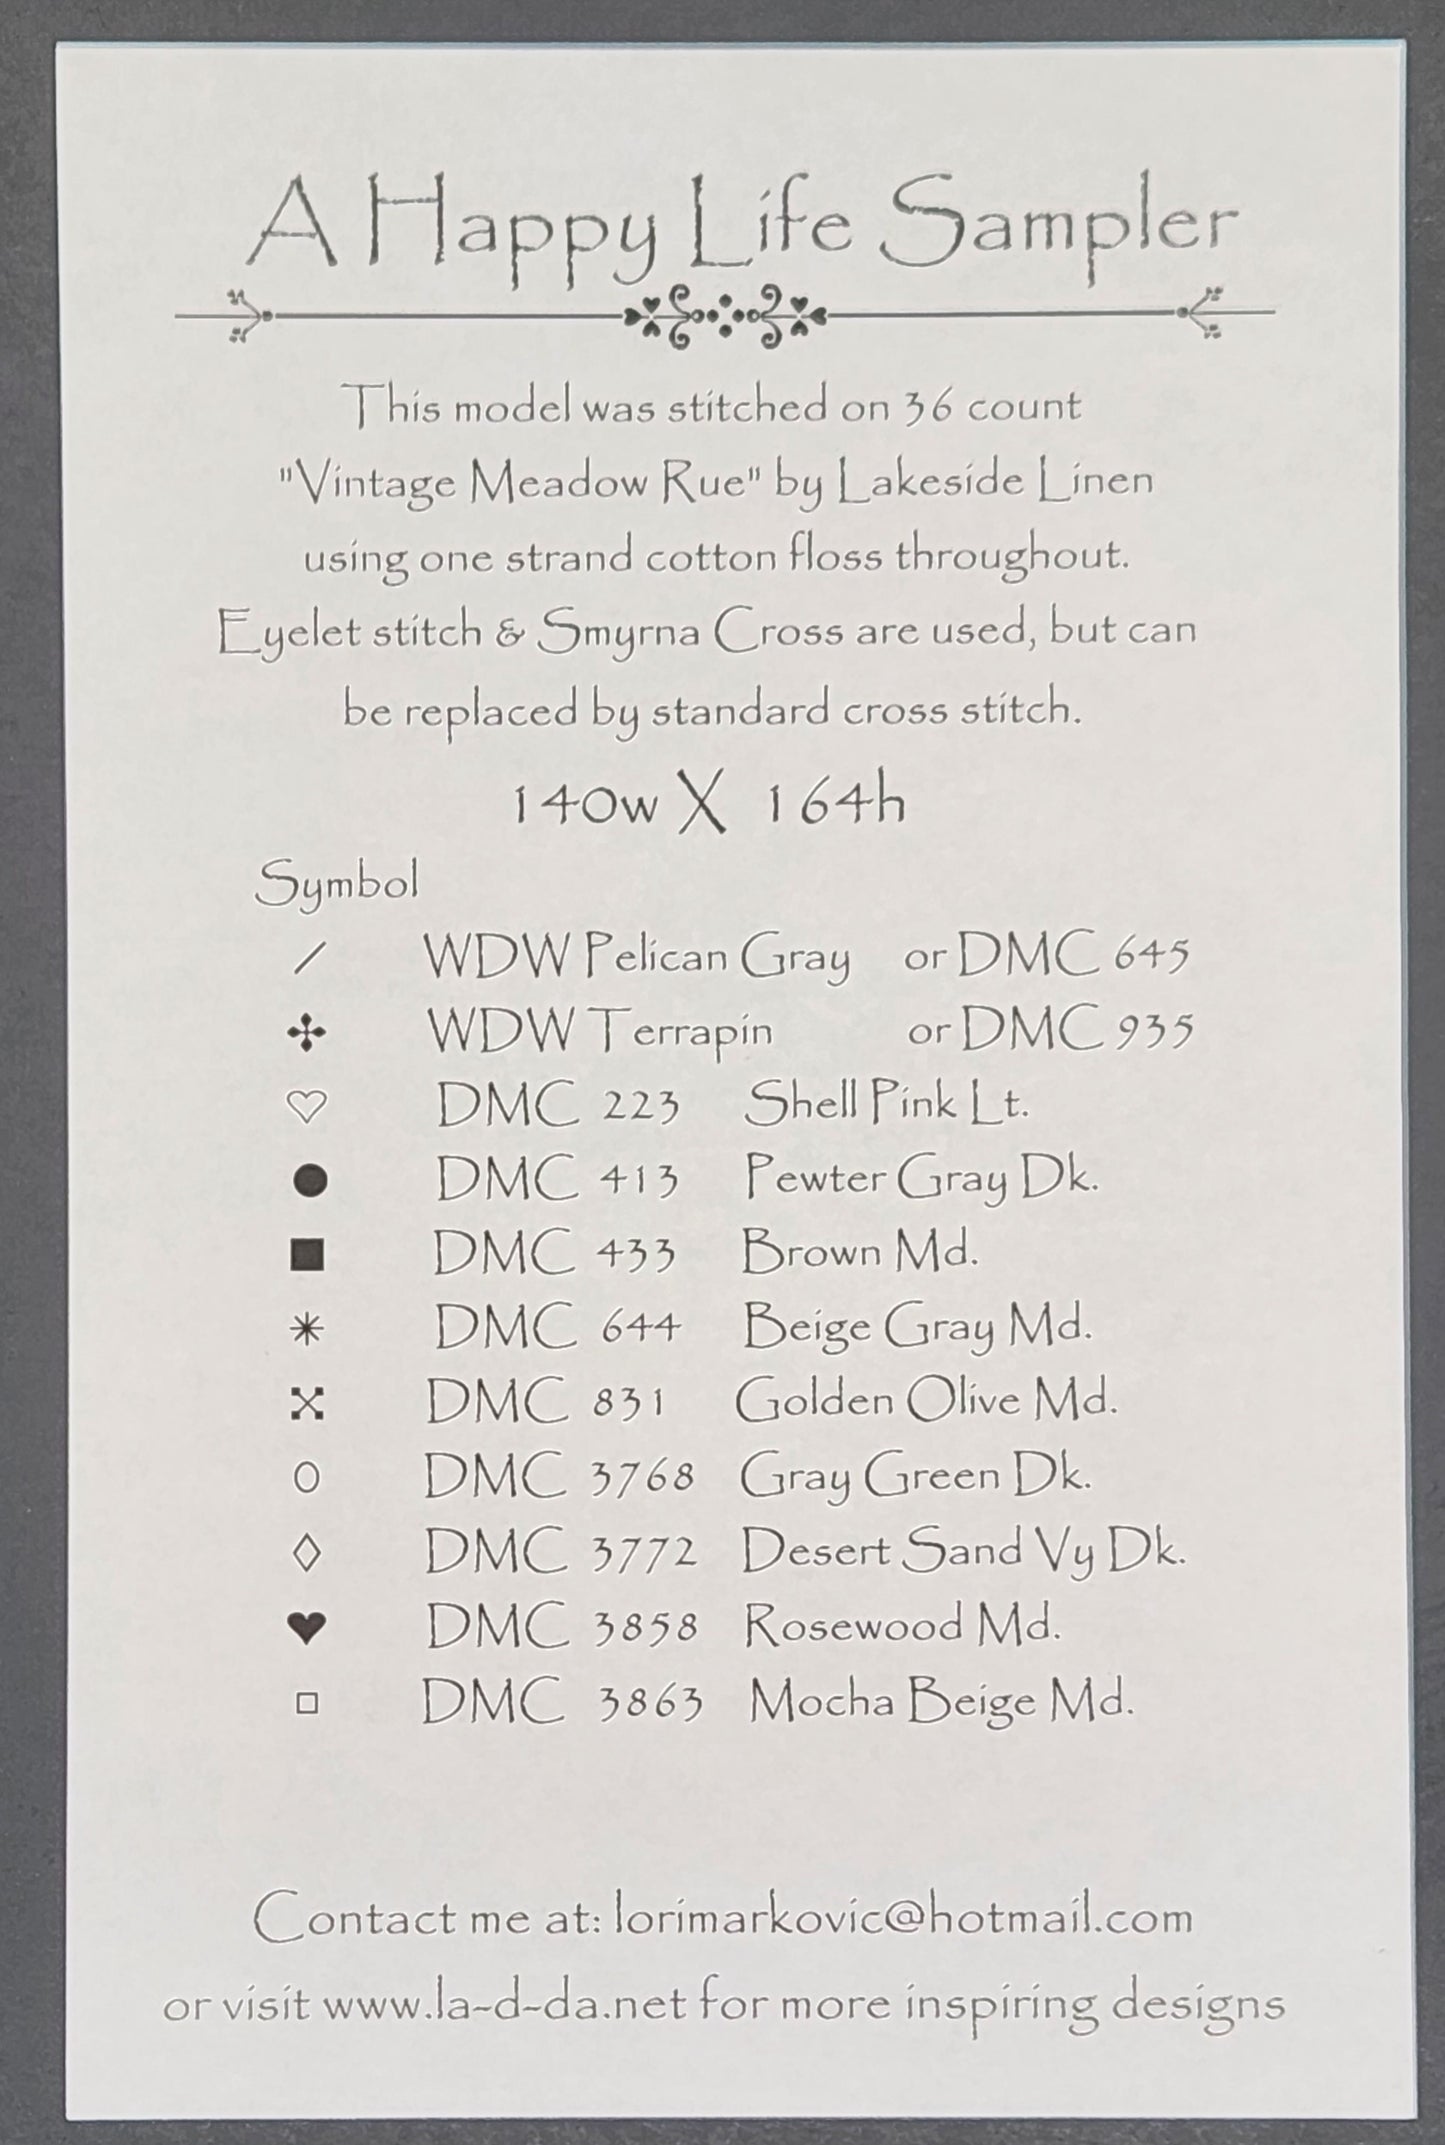 A Happy Life Sampler
This model was stitched on 36 count
"Vintage Meadow Rue" by Lakeside Linen
using one strand cotton floss throughout.
Eyelet stitch & Smyrna Cross are used, but can
be replaced by standard cross stitch.
140w X 164h
Symbol
WDW Pelican Gray or DMC 645
WDW Terrapin or DMC 935
DMC 223 Shell Pink Lt.
DMC 413 Pewter Gray Dk.
DMC 433 Brown Md.
DMC 644 Beige Gray Md.
DMC 831 Golden Olive Md.
DMC 3768 Gray Green Dk.
DMC 3772 Desert Sand Vy Dk.
DMC 3858 Rosewood Md.
DMC 3863 Mocha Beige Md.
Contact me at: lorimarkovic@hotmail.com
or visit www.la-d-da.net for more inspiring designs